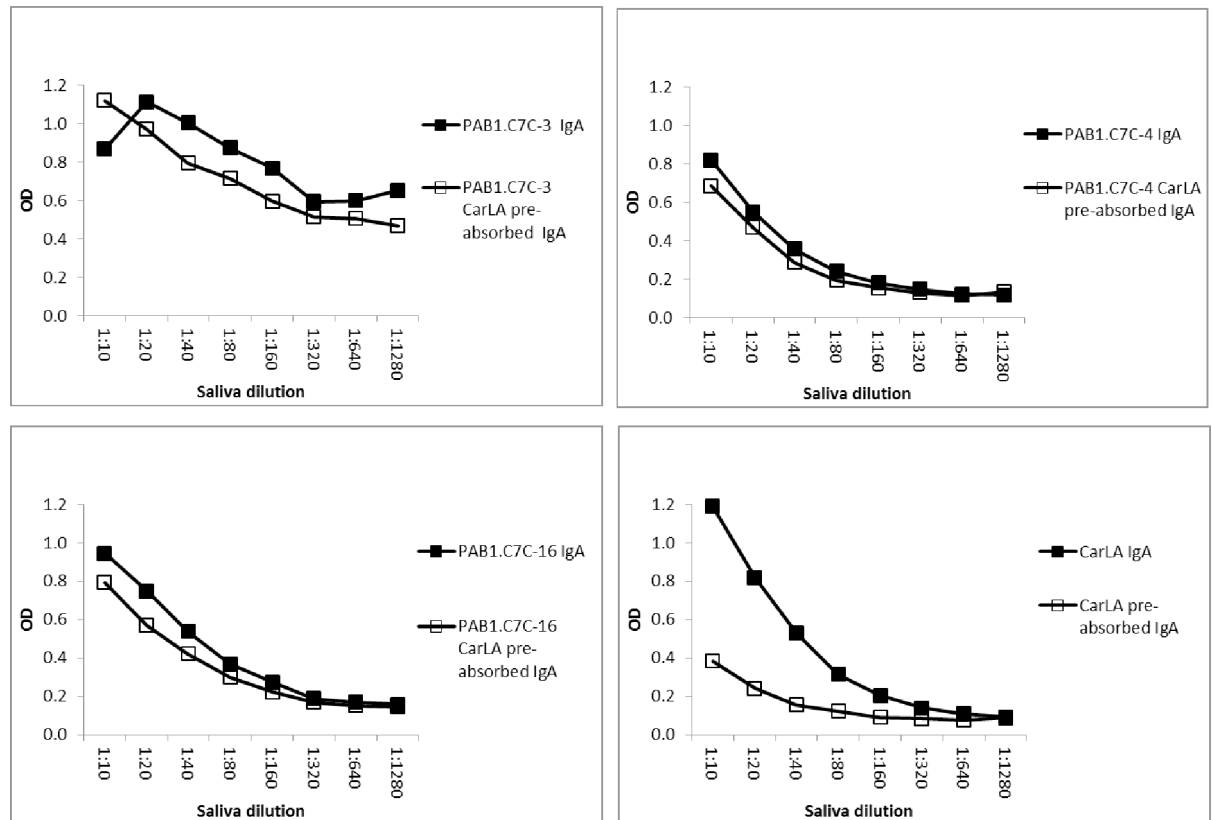 1.2
1.0
0.8
0.6
0.4
0.2
0.0
OD
1:10
1:20
1:40
1:80
1:160
1:320
1:640
1:1280
Saliva dilution
PAB1.C7C-3 IgA
PAB1.C7C-3
CarLA pre-
absorbed IgA
1.2
1.0
0.8
0.6
0.4
0.2
0.0
OD
1:10
1:20
1:40
1:80
1:160
1:320
1:640
1:1280
Saliva dilution
PAB1.C7C-4 IgA
PAB1.C7C-4 CarLA
pre-absorbed IgA
1.2
1.0
0.8
0.6
0.4
0.2
0.0
OD
1:10
1:20
1:40
1:80
1:160
1:320
1:640
1:1280
Saliva dilution
PAB1.C7C-16 IgA
PAB1.C7C-16
CarLA pre-
absorbed IgA
1.2
1.0
0.8
0.6
0.4
0.2
0.0
OD
1:10
1:20
1:40
1:80
1:160
1:320
1:640
1:1280
Saliva dilution
CarLA IgA
CarLA pre-
absorbed IgA